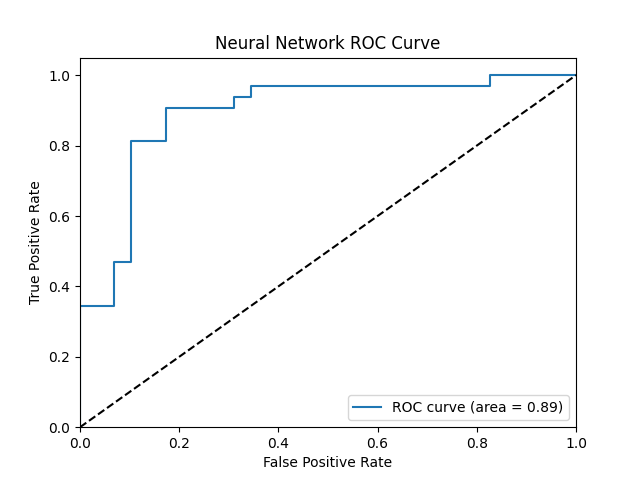 Neural Network ROC Curve
True Positive Rate
1.0
0.8
0.6
0.4
0.2
0.0
ROC curve (area = 0.89)
0.0 0.2 0.4 0.6 0.8 1.0
False Positive Rate